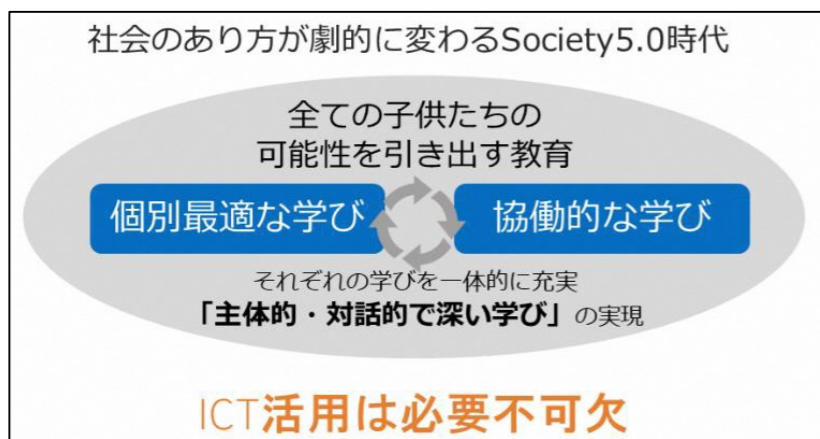 社会のあり方が劇的に変わるSociety5.0時代
全ての子供たちの
可能性を引き出す教育
個別最適な学び
協働的な学び
それぞれの学びを一体的に充実
「主体的・対話的で深い学び」の実現
ICT活用は必要不可欠